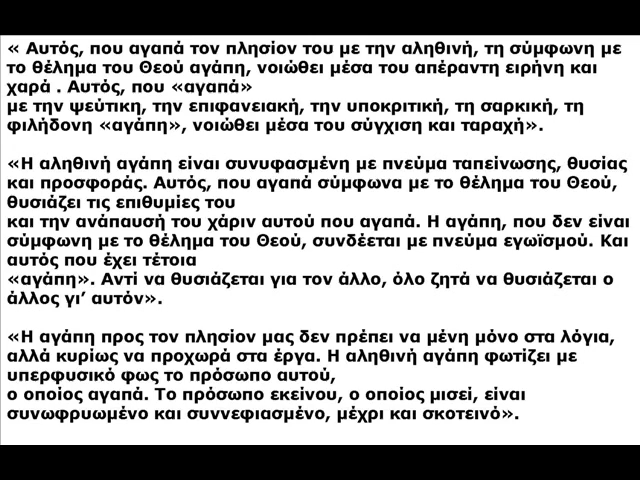 « Αυτός, που αγαπά τον πλησίον του με την αληθινή, τη σύμφωνη με
το θέλημα του Θεού αγάπη, νοιώθει μέσα του απέραντη ειρήνη και
χαρά . Αυτός, που «αγαπά»
με την ψεύτικη, την επιφανειακή, την υποκριτική, τη σαρκική, τη
φιλήδονη «αγάπη», νοιώθει μέσα του σύγχιση και ταραχή».
«Η αληθινή αγάπη είναι συνυφασμένη με πνεύμα ταπείνωσης, θυσίας
και προσφοράς. Αυτός, που αγαπά σύμφωνα με το θέλημα του Θεού,
θυσιάζει τις επιθυμίες του
και την ανάπαυσή του χάριν αυτού που αγαπά. Η αγάπη, που δεν είναι
σύμφωνη με το θέλημα του Θεού, συνδέεται με πνεύμα εγωϊσμού. Και
αυτός που έχει τέτοια
«αγάπη». Αντί να θυσιάζεται για τον άλλο, όλο ζητά να θυσιάζεται ο
άλλος γι’ αυτόν».
«Η αγάπη προς τον πλησίον μας δεν πρέπει να μένη μόνο στα λόγια,
αλλά κυρίως να προχωρά στα έργα. Η αληθινή αγάπη φωτίζει με
υπερφυσικό φως το πρόσωπο αυτού,
ο οποίος αγαπά. Το πρόσωπο εκείνου, ο οποίος μισεί, είναι
συνωφρυωμένο και συννεφιασμένο, μέχρι και σκοτεινό».